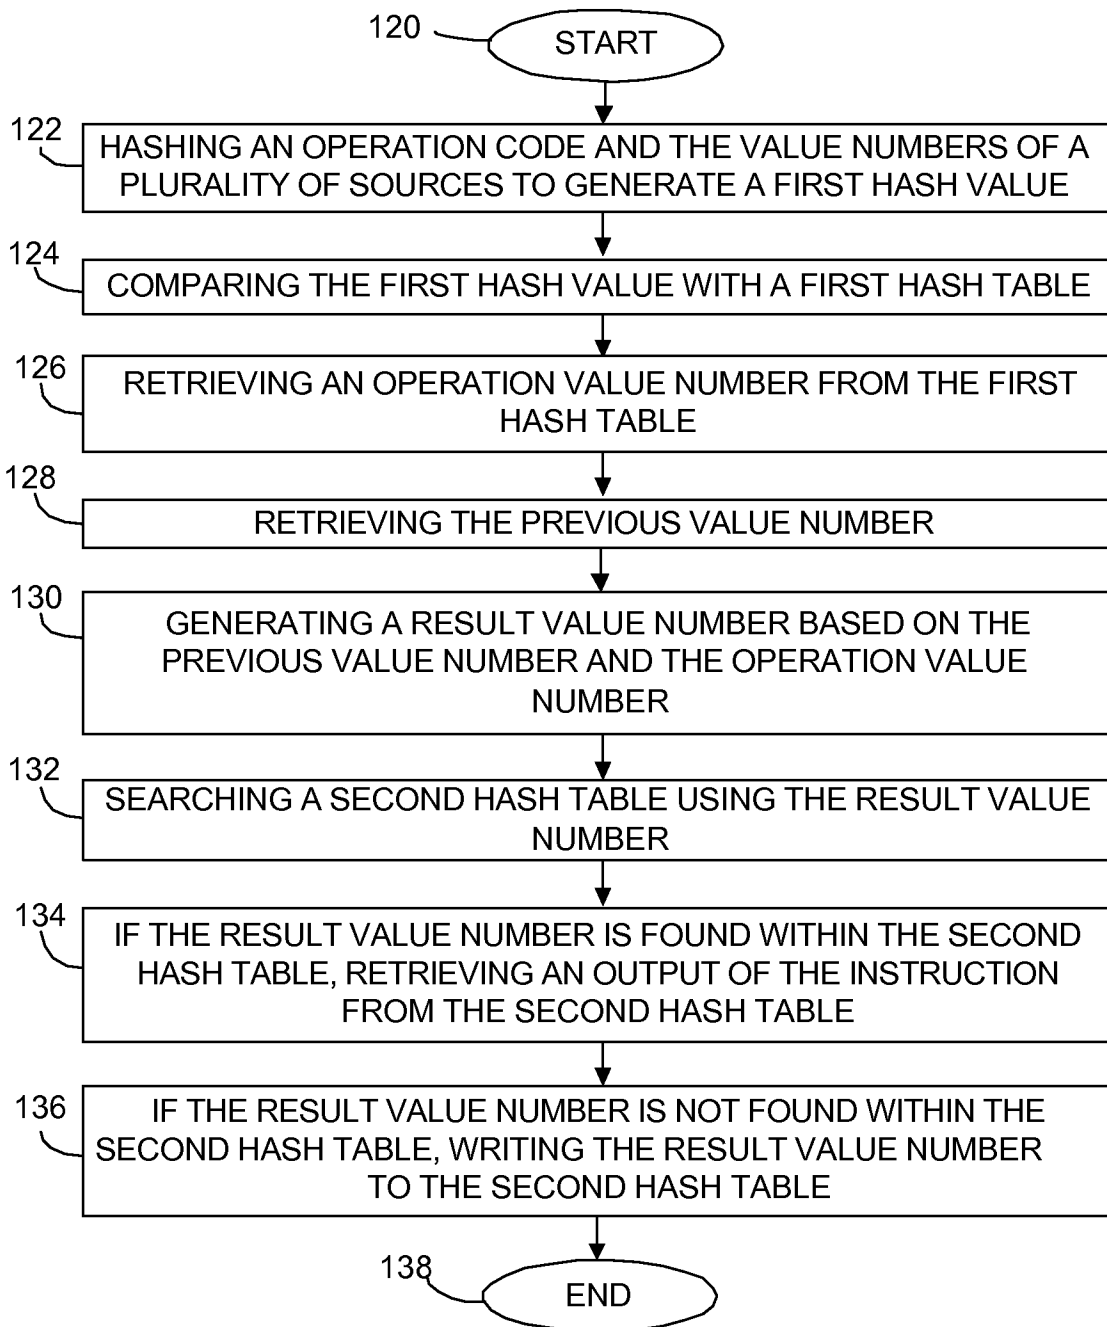 120
START
122
HASHING AN OPERATION CODE AND THE VALUE NUMBERS OF A
PLURALITY OF SOURCES TO GENERATE A FIRST HASH VALUE
124
COMPARING THE FIRST HASH VALUE WITH A FIRST HASH TABLE
126
RETRIEVING AN OPERATION VALUE NUMBER FROM THE FIRST
HASH TABLE
128
RETRIEVING THE PREVIOUS VALUE NUMBER
130
GENERATING A RESULT VALUE NUMBER BASED ON THE
PREVIOUS VALUE NUMBER AND THE OPERATION VALUE
NUMBER
132
SEARCHING A SECOND HASH TABLE USING THE RESULT VALUE
NUMBER
134
IF THE RESULT VALUE NUMBER IS FOUND WITHIN THE SECOND
HASH TABLE, RETRIEVING AN OUTPUT OF THE INSTRUCTION
FROM THE SECOND HASH TABLE
136
IF THE RESULT VALUE NUMBER IS NOT FOUND WITHIN THE
SECOND HASH TABLE, WRITING THE RESULT VALUE NUMBER
TO THE SECOND HASH TABLE
138
END